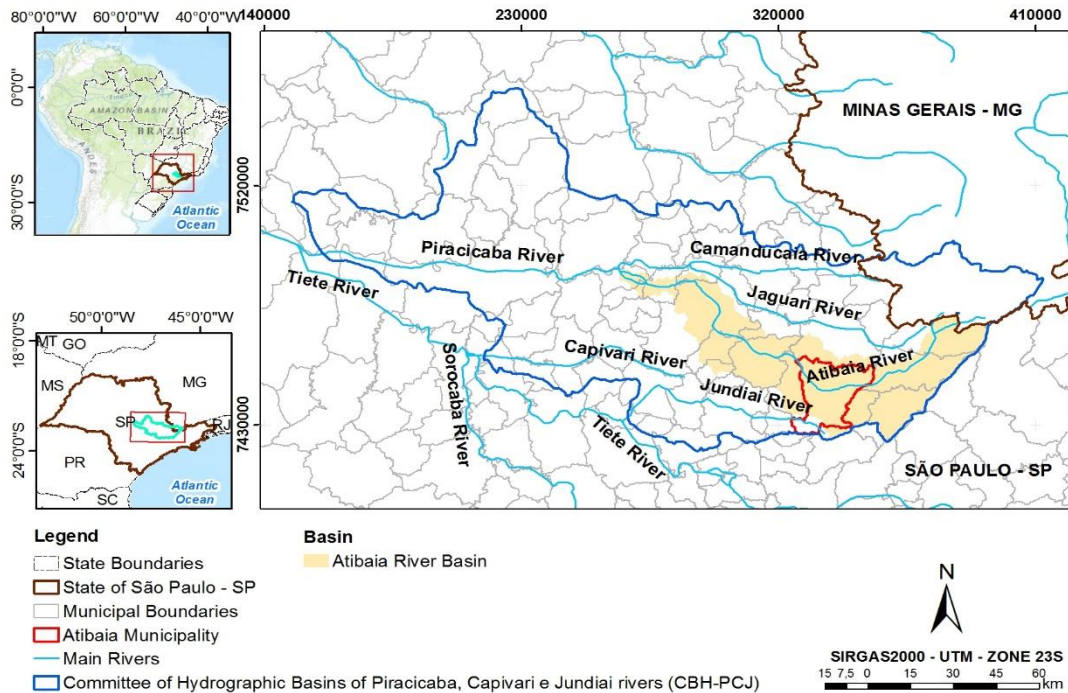 80°0'0"W 60°0'0"W 40°0'0"W
0°0'0"
30°0'0"S
AMAZON BASIN
BRAZIL
ANDES
Atlantic
Ocean
50°0'0"W 45°0'0"W
18°0'0"S
24°0'0"S
MT
GO
MS
MG
SP
RJ
PR
SC
Atlantic
Ocean
140000 230000 320000 410000
7520000
7430000
MINAS GERAIS - MG
Piracicaba River
Camanducaia River
Tiete River
Jaguari River
Capivari River
Atibaia River
Jundiai River
Sorocaba River
Tiete River
SÃO PAULO - SP
Legend
State Boundaries
State of São Paulo - SP
Municipal Boundaries
Atibaia Municipality
Main Rivers
Committee of Hydrographic Basins of Piracicaba, Capivari e Jundiai rivers (CBH-PCJ)
Basin
Atibaia River Basin
N
SIRGAS2000 - UTM - ZONE 23S
15 7,5 0 15 30 45 60
km